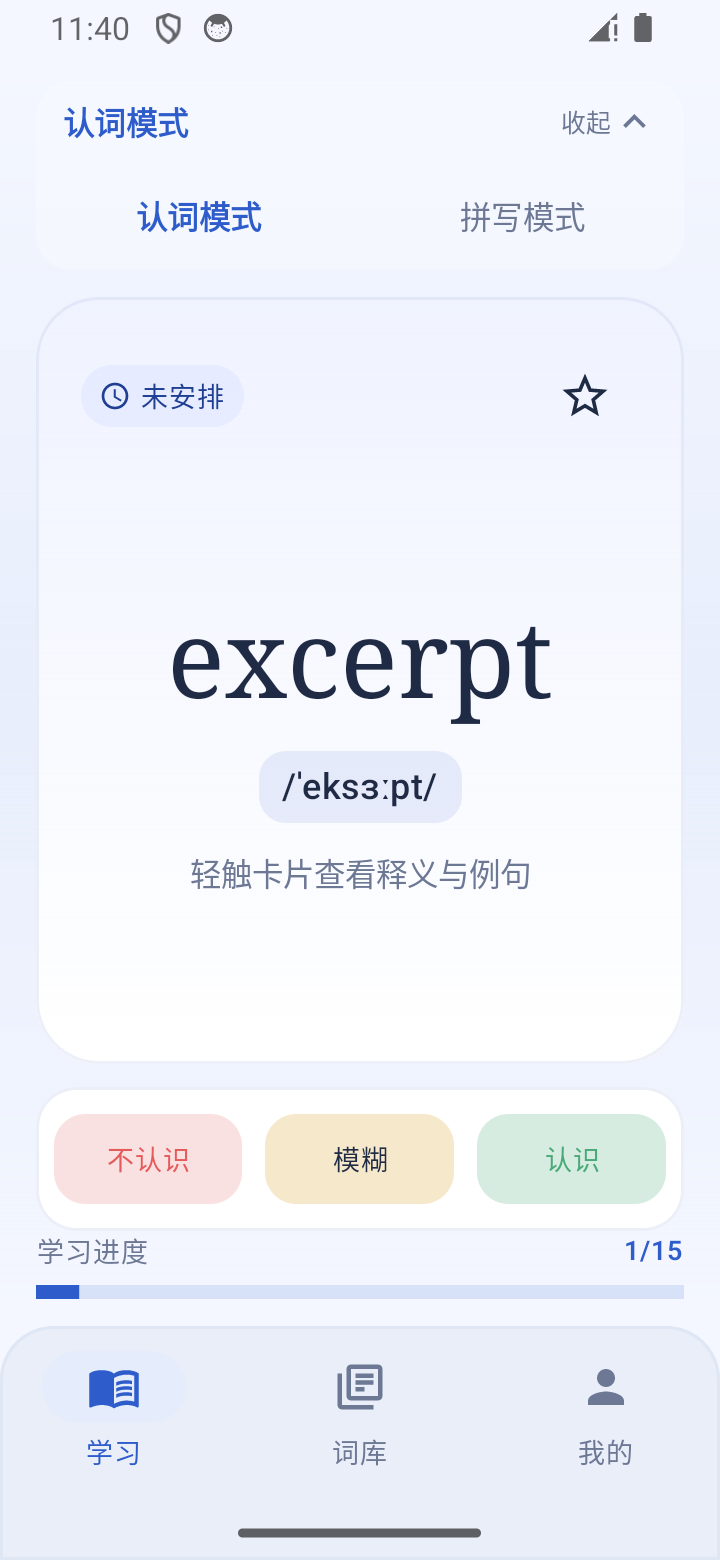 11:40
认词模式
收起
认词模式
拼写模式
未安排
excerpt
/ˈeksɜːpt/
轻触卡片查看释义与例句
不认识
模糊
认识
学习进度
1/15
学习
词库
我的